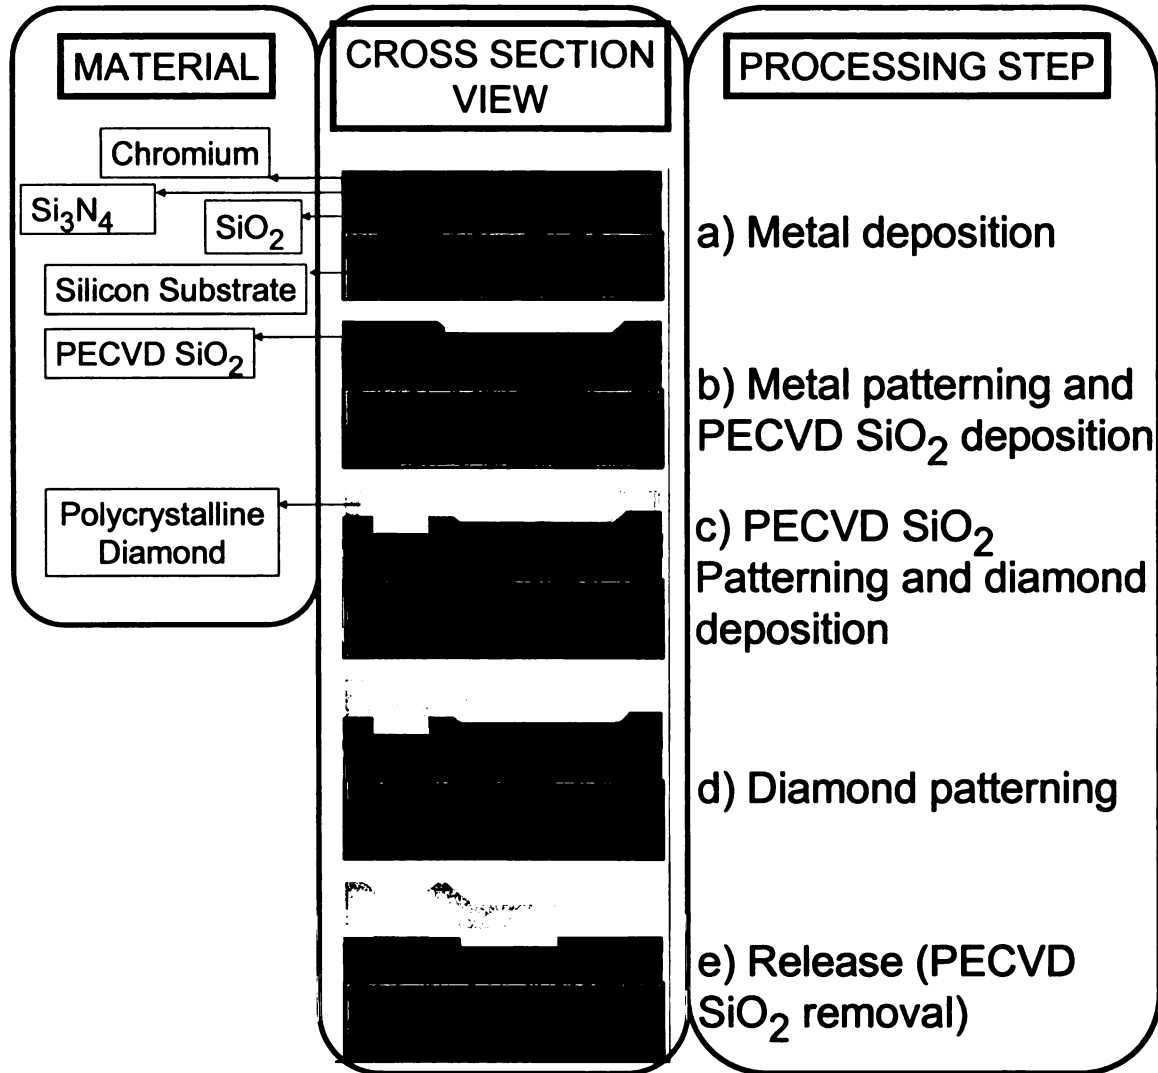 MATERIAL
Chromium
Si3N4
SiO2
Silicon Substrate
PECVD SiO2
Polycrystalline
Diamond
CROSS SECTION
VIEW
PROCESSING STEP
a) Metal deposition
b) Metal patterning and
PECVD SiO2 deposition
c) PECVD SiO2
Patterning and diamond
deposition
d) Diamond patterning
e) Release (PECVD
SiO2 removal)